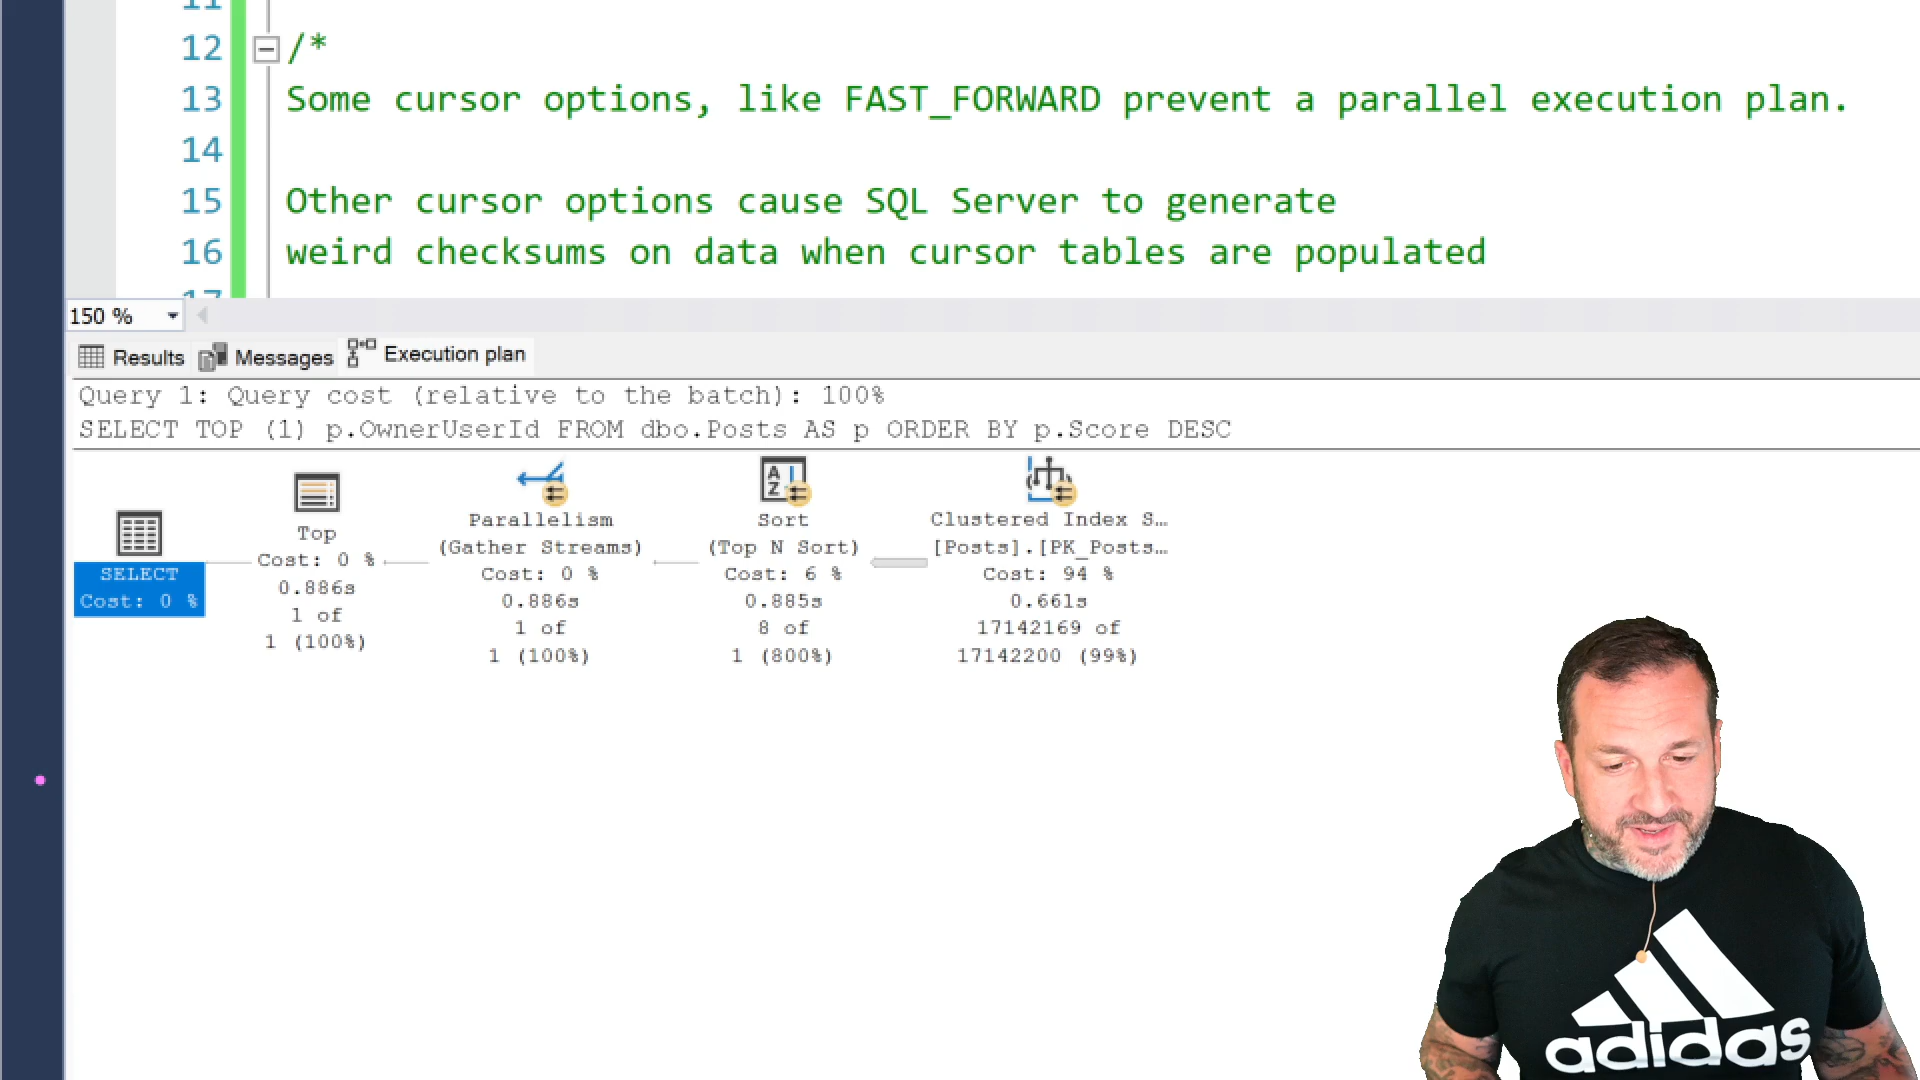 11
12 /*
13 Some cursor options, like FAST_FORWARD prevent a parallel execution plan.
14
15 Other cursor options cause SQL Server to generate
16 weird checksums on data when cursor tables are populated
17
150 %
Results Messages Execution plan
Query 1: Query cost (relative to the batch): 100%
SELECT TOP (1) p.OwnerUserId FROM dbo.Posts AS p ORDER BY p.Score DESC
SELECT
Cost: 0 %
Top
Cost: 0 %
0.886s
1 of
1 (100%)
Parallelism
(Gather Streams)
Cost: 0 %
0.886s
1 of
1 (100%)
Sort
(Top N Sort)
Cost: 6 %
0.885s
8 of
1 (800%)
Clustered Index S…
[Posts].[PK_Posts…
Cost: 94 %
0.661s
17142169 of
17142200 (99%)
adidas